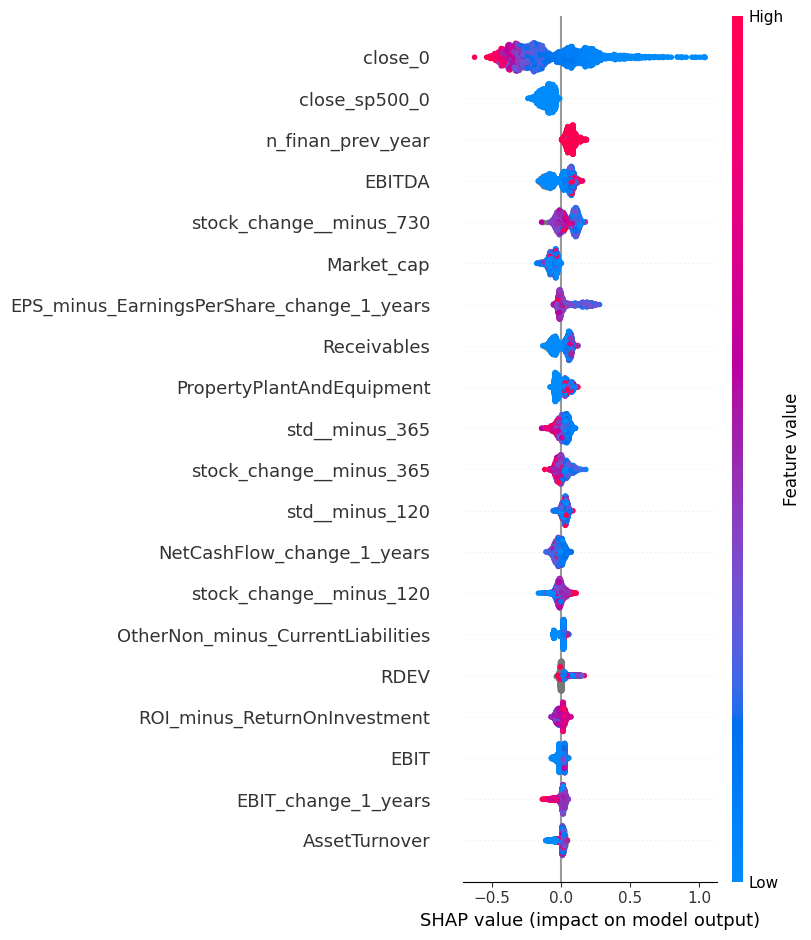 High
close_0
close_sp500_0
n_finan_prev_year
EBITDA
stock_change__minus_730
Market_cap
EPS_minus_EarningsPerShare_change_1_years
Receivables
PropertyPlantAndEquipment
std__minus_365
stock_change__minus_365
std__minus_120
NetCashFlow_change_1_years
stock_change__minus_120
OtherNon_minus_CurrentLiabilities
RDEV
ROI_minus_ReturnOnInvestment
EBIT
EBIT_change_1_years
AssetTurnover
Feature value
Low
−0.5 0.0 0.5 1.0
SHAP value (impact on model output)